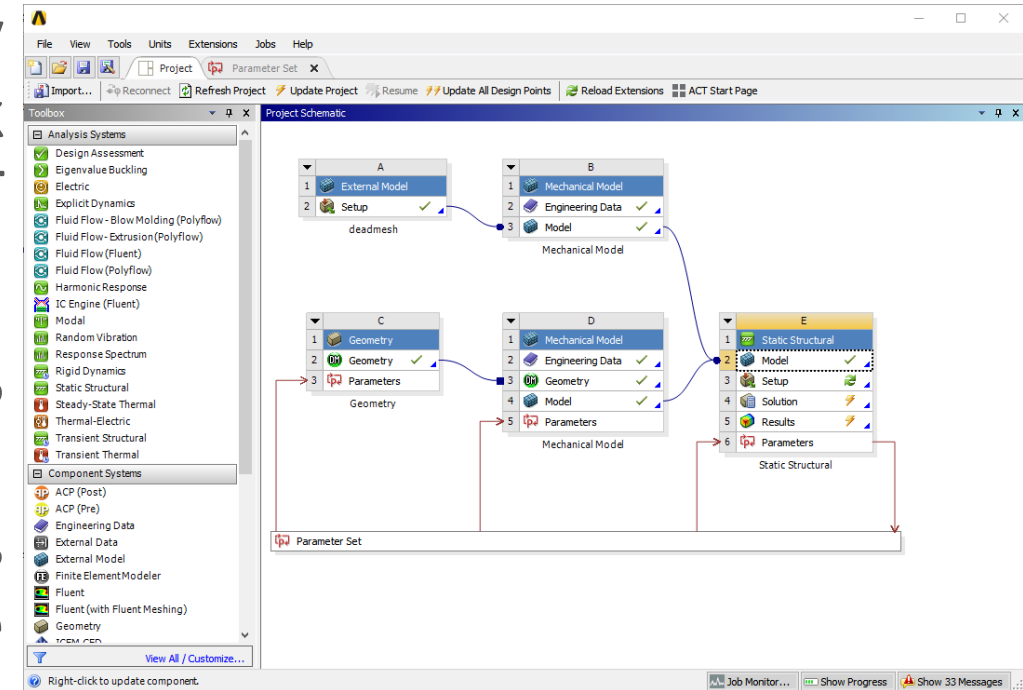 File View Tools Units Extensions Jobs Help
Project Parameter Set
Import... Reconnect Refresh Project Update Project Resume Update All Design Points Reload Extensions ACT Start Page
Toolbox
Analysis Systems
Design Assessment
Eigenvalue Buckling
Electric
Explicit Dynamics
Fluid Flow - Blow Molding (Polyflow)
Fluid Flow - Extrusion (Polyflow)
Fluid Flow (Fluent)
Fluid Flow (Polyflow)
Harmonic Response
IC Engine (Fluent)
Modal
Random Vibration
Response Spectrum
Rigid Dynamics
Static Structural
Steady-State Thermal
Thermal-Electric
Transient Structural
Transient Thermal
Component Systems
ACP (Post)
ACP (Pre)
Engineering Data
External Data
External Model
Finite Element Modeler
Fluent
Fluent (with Fluent Meshing)
Geometry
ICEM CFD
View All / Customize...
Project Schematic
A
1 External Model
2 Setup
deadmesh
B
1 Mechanical Model
2 Engineering Data
3 Model
Mechanical Model
C
1 Geometry
2 DM Geometry
3 Parameters
Geometry
D
1 Mechanical Model
2 Engineering Data
3 DM Geometry
4 Model
5 Parameters
Mechanical Model
E
1 Static Structural
2 Model
3 Setup
4 Solution
5 Results
6 Parameters
Static Structural
Parameter Set
Right-click to update component.
Job Monitor... Show Progress Show 33 Messages